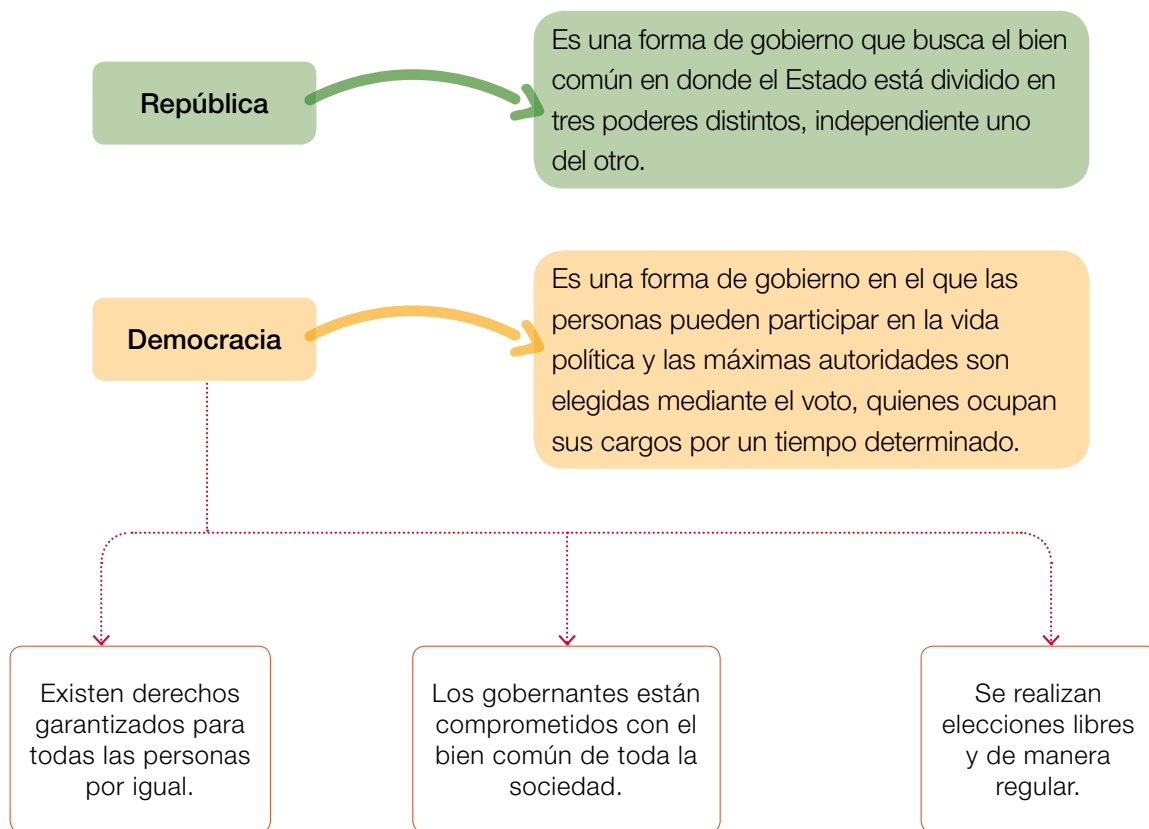 República
Es una forma de gobierno que busca el bien
común en donde el Estado está dividido en
tres poderes distintos, independiente uno
del otro.
Democracia
Es una forma de gobierno en el que las
personas pueden participar en la vida
política y las máximas autoridades son
elegidas mediante el voto, quienes ocupan
sus cargos por un tiempo determinado.
Existen derechos
garantizados para
todas las personas
por igual.
Los gobernantes están
comprometidos con el
bien común de toda la
sociedad.
Se realizan
elecciones libres
y de manera
regular.